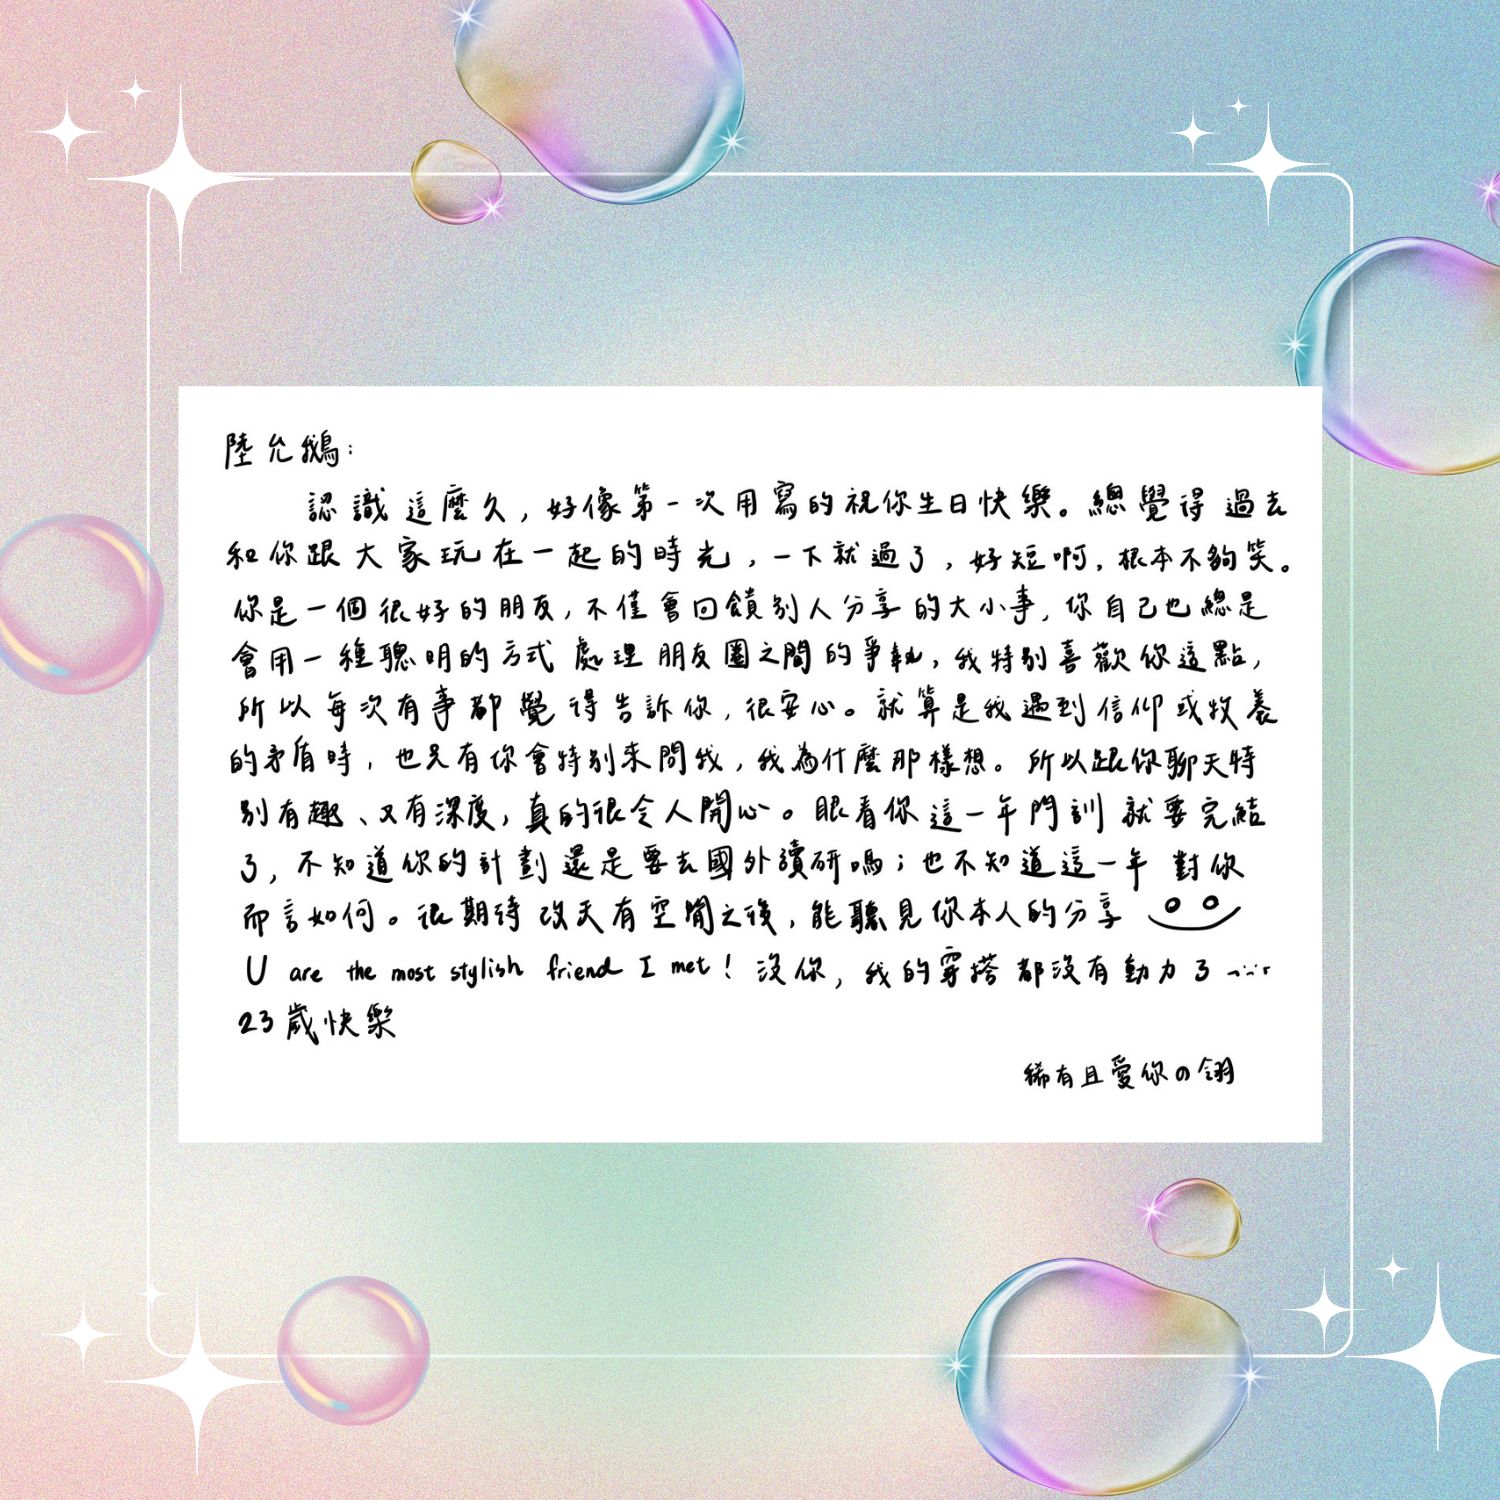 陸允鵝:
認識這麼久，好像第一次用寫的祝你生日快樂。總覺得過去
和你跟大家玩在一起的時光，一下就過了，好短啊，根本不夠笑。
你是一個很好的朋友，不僅會回饋別人分享的大小事，你自己也總是
會用一種聰明的方式處理朋友圈之間的爭執，我特別喜歡你這點，
所以每次有事都覺得告訴你，很安心。就算是我遇到信仰或牧養
的矛盾時，也只有你會特別來問我，我為什麼那樣想。所以跟你聊天特
別有趣、又有深度，真的很令人開心。眼看你這一年門訓就要完結
了，不知道你的計劃還是要去國外讀研嗎；也不知道這一年對你
而言如何。很期待改天有空閒之後，能聽見你本人的分享
U are the most stylish friend I met! 沒你，我的穿搭都沒有動力了……
23歲快樂
稀有且愛你の翎